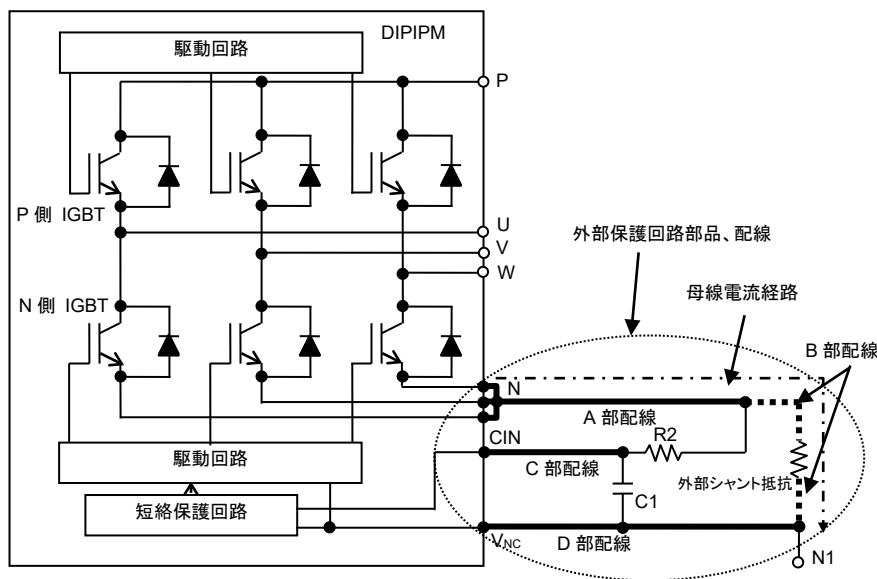 DIPIPM
駆動回路
P
P 側 IGBT
U
V
W
外部保護回路部品、配線
母線電流経路
N 側 IGBT
B 部配線
N
A 部配線
CIN
R2
C 部配線
外部シャント抵抗
C1
駆動回路
短絡保護回路
VNC
D 部配線
N1